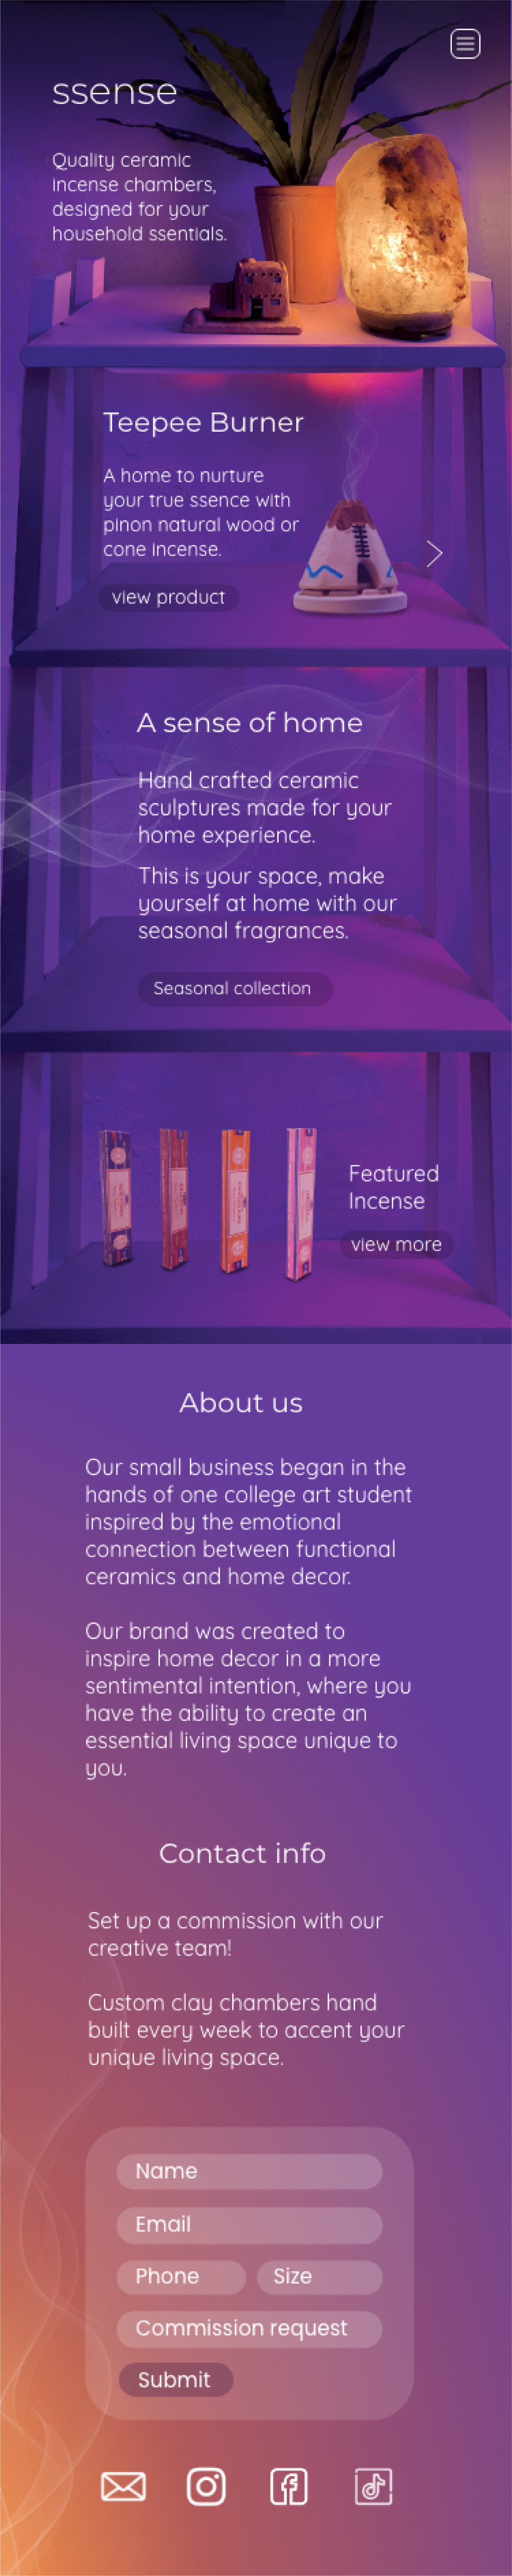 ssense
Quality ceramic
incense chambers,
designed for your
household ssentials.
Teepee Burner
A home to nurture
your true ssence with
pinon natural wood or
cone incense.
view product
A sense of home
Hand crafted ceramic
sculptures made for your
home experience.
This is your space, make
yourself at home with our
seasonal fragrances.
Seasonal collection
Featured
Incense
view more
About us
Our small business began in the
hands of one college art student
inspired by the emotional
connection between functional
ceramics and home decor.
Our brand was created to
inspire home decor in a more
sentimental intention, where you
have the ability to create an
essential living space unique to
you.
Contact info
Set up a commission with our
creative team!
Custom clay chambers hand
built every week to accent your
unique living space.
Name
Email
Phone
Size
Commission request
Submit